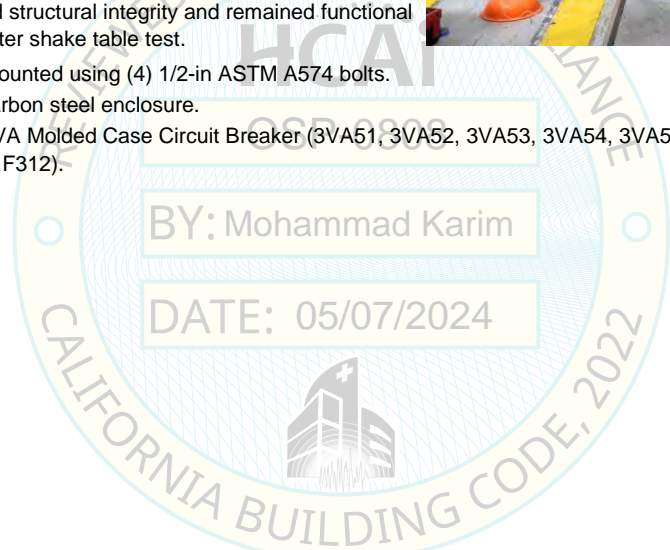 l structural integrity and remained functional
ter shake table test.
HCAi
ounted using (4) 1/2-in ASTM A574 bolts.
arbon steel enclosure.
OSP-0808
VA Molded Case Circuit Breaker (3VA51, 3VA52, 3VA53, 3VA54, 3VA5
F312).
BY: Mohammad Karim
DATE: 05/07/2024
CALIFORNIA BUILDING CODE, 2022